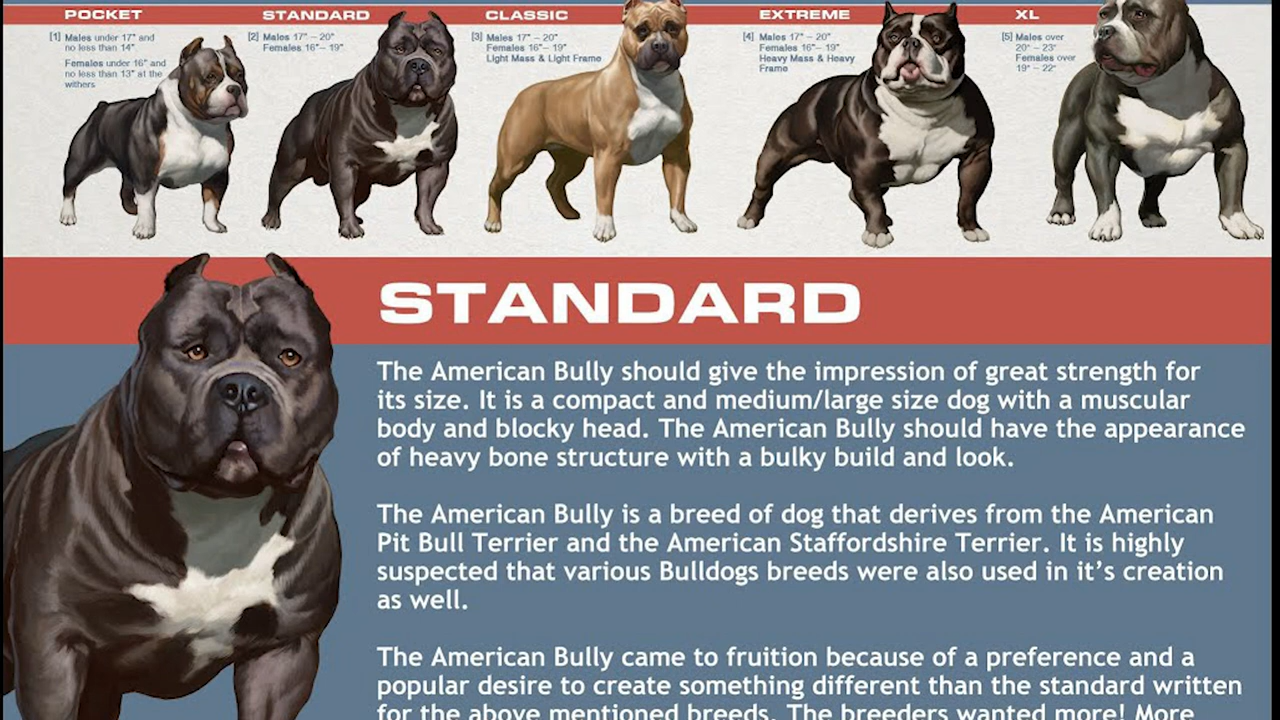 POCKET
[1] Males under 17" and
no less than 14"
Females under 16" and
no less than 13" at the
withers
STANDARD
[2] Males 17" – 20"
Females 16"– 19"
CLASSIC
[3] Males 17" – 20"
Females 16" – 19"
Light Mass & Light Frame
EXTREME
[4] Males 17" – 20"
Females 16"– 19"
Heavy Mass & Heavy
Frame
XL
[5] Males over
20" – 23"
Females over
19" – 22"
STANDARD
The American Bully should give the impression of great strength for
its size. It is a compact and medium/large size dog with a muscular
body and blocky head. The American Bully should have the appearance
of heavy bone structure with a bulky build and look.
The American Bully is a breed of dog that derives from the American
Pit Bull Terrier and the American Staffordshire Terrier. It is highly
suspected that various Bulldogs breeds were also used in it's creation
as well.
The American Bully came to fruition because of a preference and a
popular desire to create something different than the standard written
for the above mentioned breeds. The breeders wanted more! More